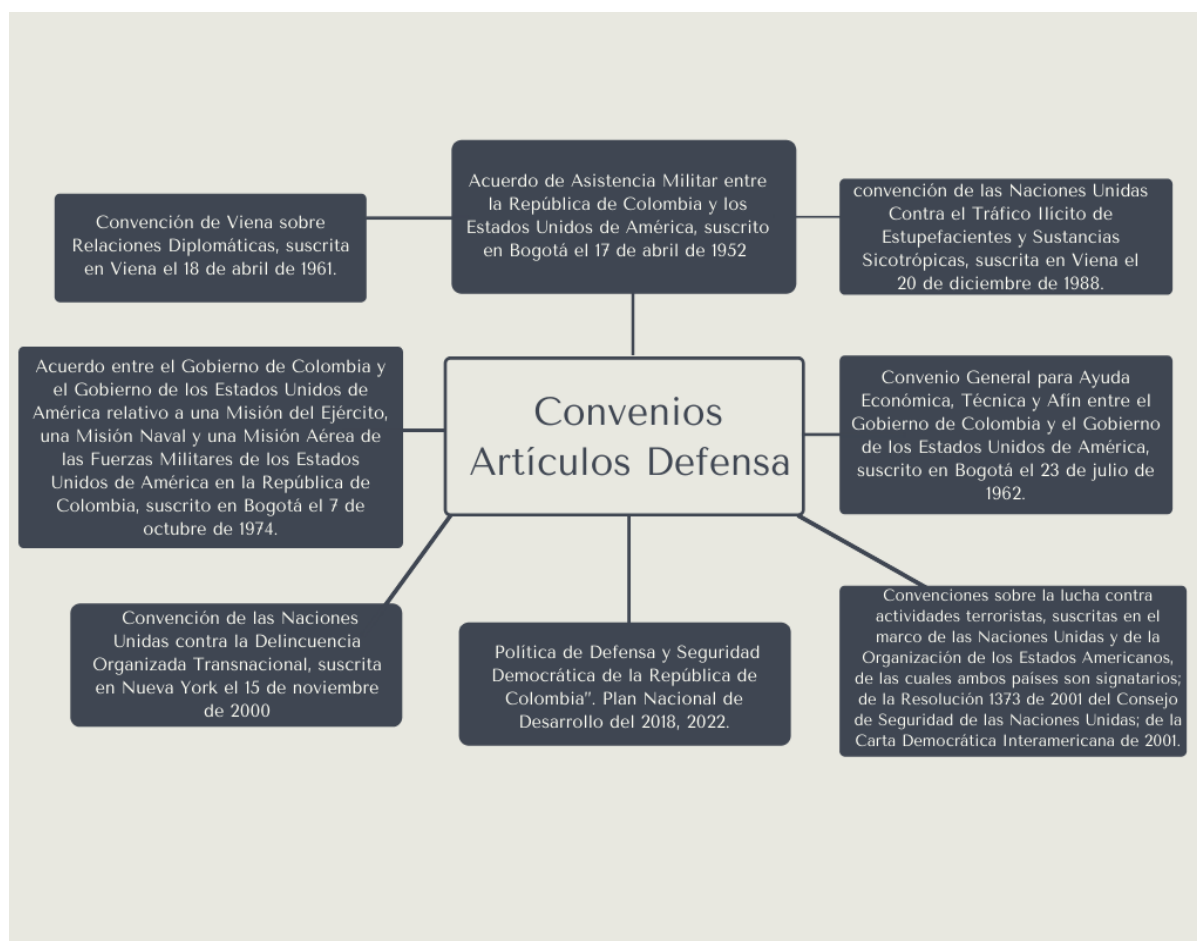 Acuerdo de Asistencia Militar entre
la República de Colombia y los
Estados Unidos de América, suscrito
en Bogotá el 17 de abril de 1952
Convención de Viena sobre
Relaciones Diplomáticas, suscrita
en Viena el 18 de abril de 1961.
convención de las Naciones Unidas
Contra el Tráfico Ilícito de
Estupefacientes y Sustancias
Sicotrópicas, suscrita en Viena el
20 de diciembre de 1988.
Acuerdo entre el Gobierno de Colombia y
el Gobierno de los Estados Unidos de
América relativo a una Misión del Ejército,
una Misión Naval y una Misión Aérea de
las Fuerzas Militares de los Estados
Unidos de América en la República de
Colombia, suscrito en Bogotá el 7 de
octubre de 1974.
Convenios
Artículos Defensa
Convenio General para Ayuda
Económica, Técnica y Afín entre el
Gobierno de Colombia y el Gobierno
de los Estados Unidos de América,
suscrito en Bogotá el 23 de julio de
1962.
Convención de las Naciones
Unidas contra la Delincuencia
Organizada Transnacional, suscrita
en Nueva York el 15 de noviembre
de 2000
Política de Defensa y Seguridad
Democrática de la República de
Colombia”. Plan Nacional de
Desarrollo del 2018, 2022.
Convenciones sobre la lucha contra
actividades terroristas, suscritas en el
marco de las Naciones Unidas y de la
Organización de los Estados Americanos,
de las cuales ambos países son signatarios;
de la Resolución 1373 de 2001 del Consejo
de Seguridad de las Naciones Unidas; de la
Carta Democrática Interamericana de 2001.